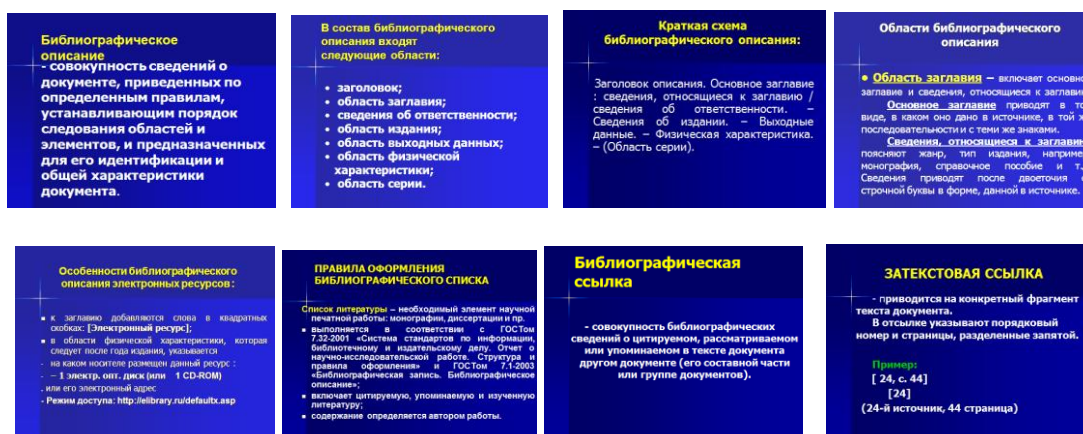 Библиографическое
описание
- совокупность сведений о
документе, приведенных по
определенным правилам,
устанавливающим порядок
следования областей и
элементов, и предназначенных
для его идентификации и
общей характеристики
документа.
В состав библиографического
описания входят
следующие области:
• заголовок;
• область заглавия;
• сведения об ответственности;
• область издания;
• область выходных данных;
• область физической
характеристики;
• область серии.
Краткая схема
библиографического описания:
Заголовок описания. Основное заглавие
: сведения, относящиеся к заглавию /
сведения об ответственности. –
Сведения об издании. – Выходные
данные. – Физическая характеристика.
– (Область серии).
Области библиографического
описания
• Область заглавия – включает основно
заглавие и сведения, относящиеся к заглави
Основное заглавие приводят в то
виде, в каком оно дано в источнике, в той ж
последовательности и с теми же знаками.
Сведения, относящиеся к заглавию
поясняют жанр, тип издания, наприме
монография, справочное пособие и т.
Сведения приводят после двоеточия с
строчной буквы в форме, данной в источнике.
Особенности библиографического
описания электронных ресурсов:
▪ к заглавию добавляются слова в квадратных
скобках: [Электронный ресурс];
▪ в области физической характеристики, которая
следует после года издания, указывается
- на каком носителе размещен данный ресурс :
- – 1 электр. опт. диск (или 1 CD-ROM)
. или его электронный адрес
- Режим доступа: http://elibrary.ru/defaultx.asp
ПРАВИЛА ОФОРМЛЕНИЯ
БИБЛИОГРАФИЧЕСКОГО СПИСКА
Список литературы – необходимый элемент научной
печатной работы: монографии, диссертации и пр.
▪ выполняется в соответствии с ГОСТом
7.32-2001 «Система стандартов по информации,
библиотечному и издательскому делу. Отчет о
научно-исследовательской работе. Структура и
правила оформления» и ГОСТом 7.1-2003
«Библиографическая запись. Библиографическое
описание»;
▪ включает цитируемую, упоминаемую и изученную
литературу;
▪ содержание определяется автором работы.
Библиографическая
ссылка
- совокупность библиографических
сведений о цитируемом, рассматриваемом
или упоминаемом в тексте документа
другом документе (его составной части
или группе документов).
ЗАТЕКСТОВАЯ ССЫЛКА
- приводится на конкретный фрагмент
текста документа.
В отсылке указывают порядковый
номер и страницы, разделенные запятой.
Пример:
[ 24, с. 44]
[24]
(24-й источник, 44 страница)